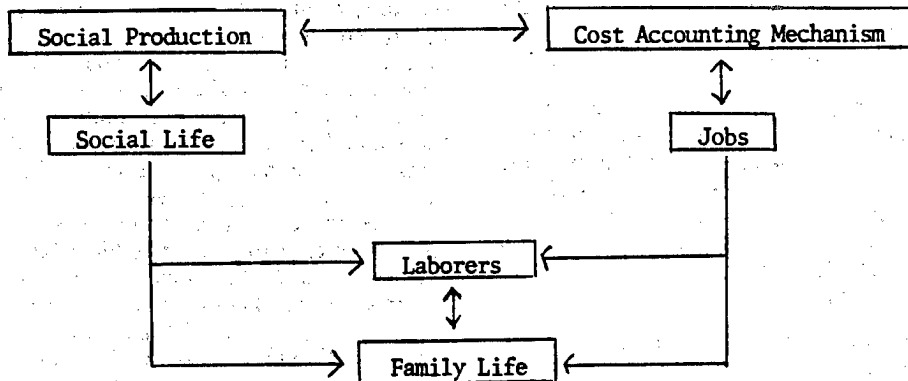 Social Production
Cost Accounting Mechanism
Social Life
Jobs
Laborers
Family Life